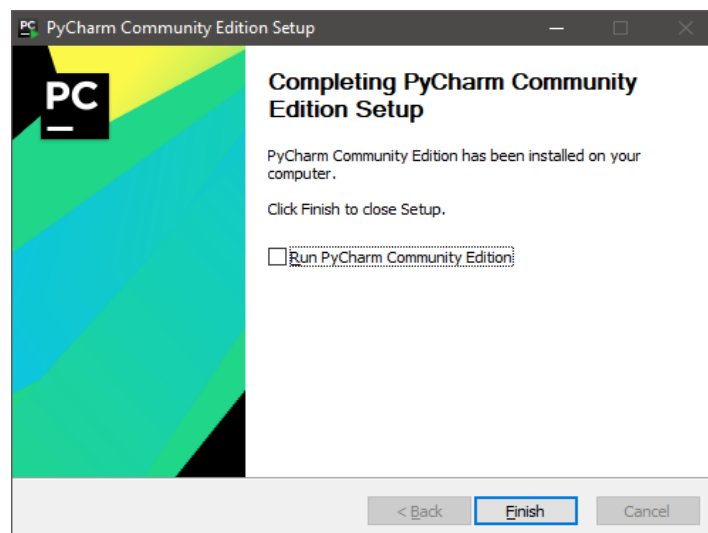 PC PyCharm Community Edition Setup
PC
Completing PyCharm Community
Edition Setup
PyCharm Community Edition has been installed on your
computer.
Click Finish to close Setup.
Run PyCharm Community Edition
< Back
Finish
Cancel